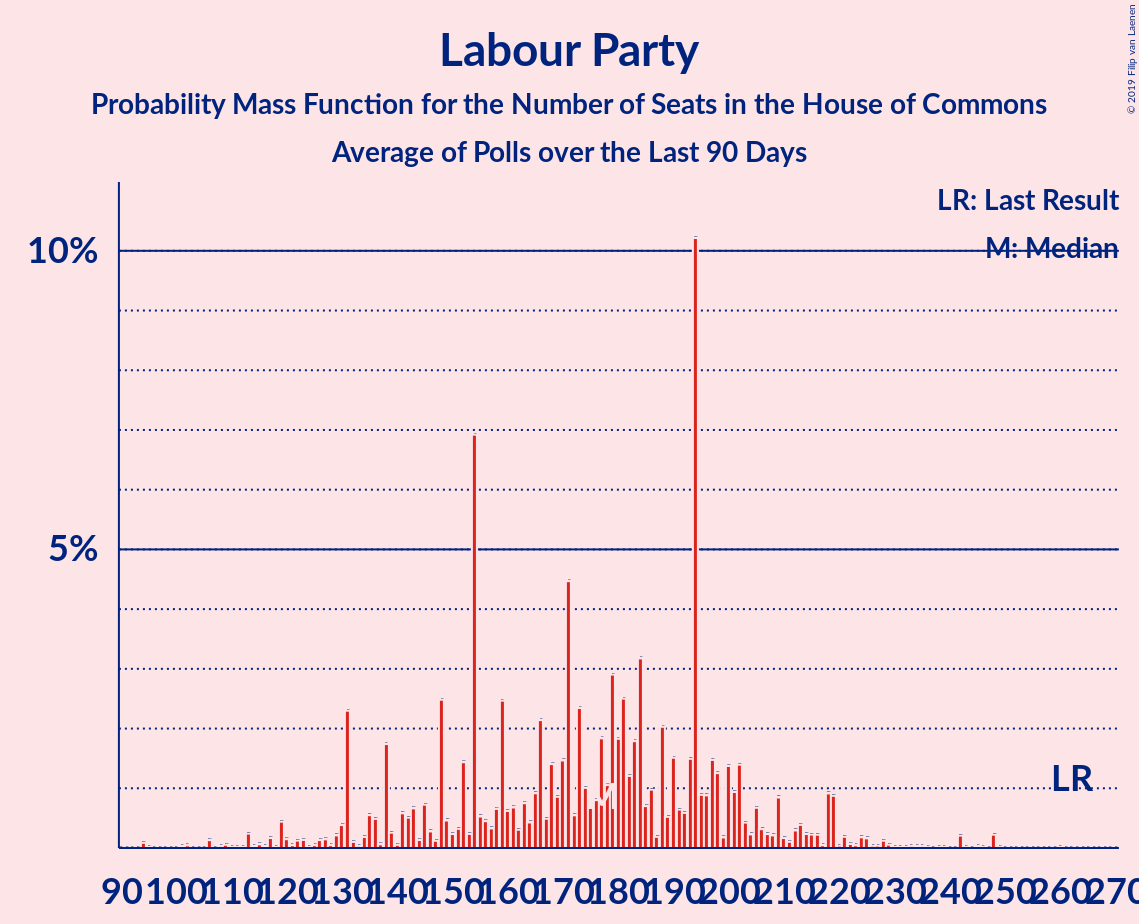 Labour Party
Probability Mass Function for the Number of Seats in the House of Commons
Average of Polls over the Last 90 Days
© 2019 Filip van Laenen
LR: Last Result
M: Median
10%
5%
LR
90 100 110 120 130 140 150 160 170 180 190 200 210 220 230 240 250 260 270